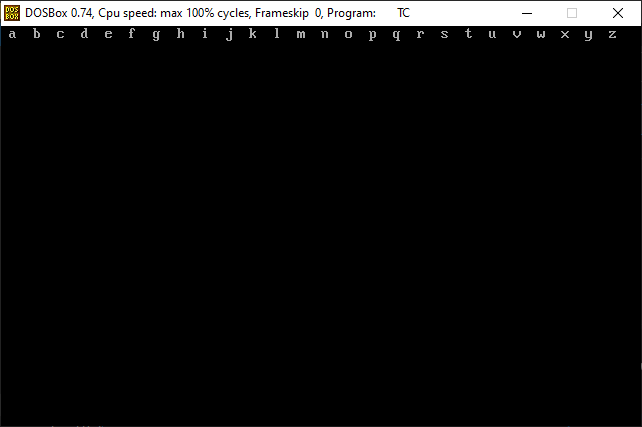 DOSBox 0.74, Cpu speed: max 100% cycles, Frameskip 0, Program: TC
a b c d e f g h i j k l m n o p q r s t u v w x y z